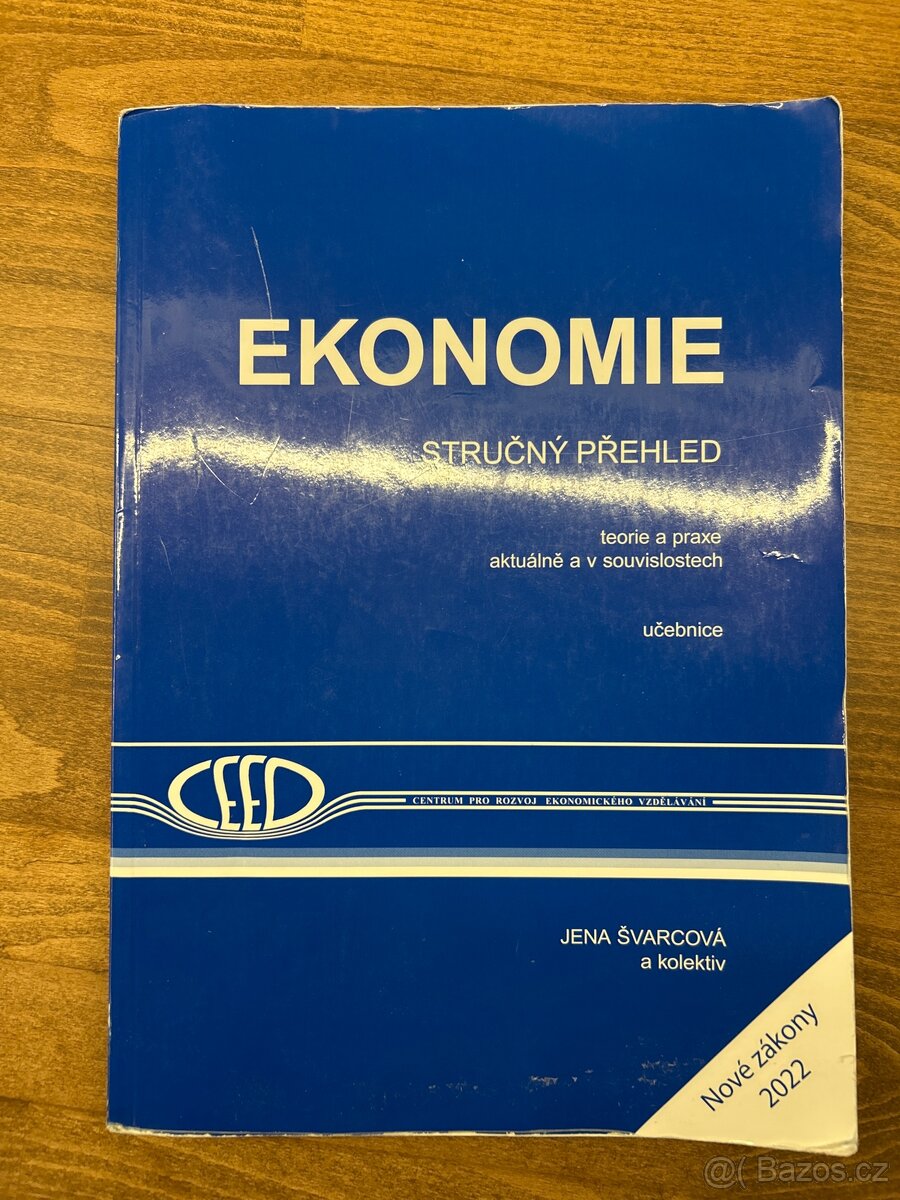 EKONOMIE
STRUČNÝ PŘEHLED
teorie a praxe
aktuálně a v souvislostech
učebnice
CEED
CENTRUM PRO ROZVOJ EKONOMICKÉHO VZDĚLÁVÁNÍ
JENA ŠVARCOVÁ
a kolektiv
Nové zákony
2022
@( Bazos.cz